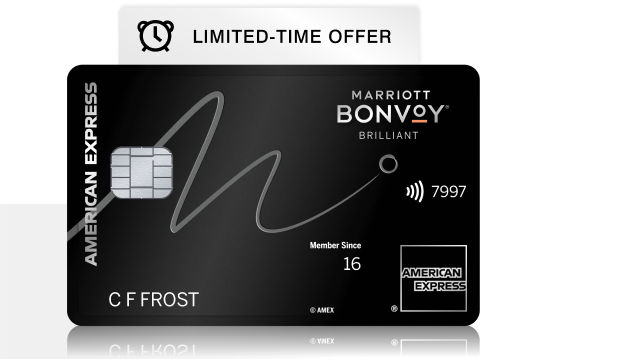 LIMITED-TIME OFFER
AMERICAN EXPRESS
MARRIOTT
BONVOY®
BRILLIANT
7997
Member Since
16
AMERICAN
EXPRESS
®
C F FROST
© AMEX